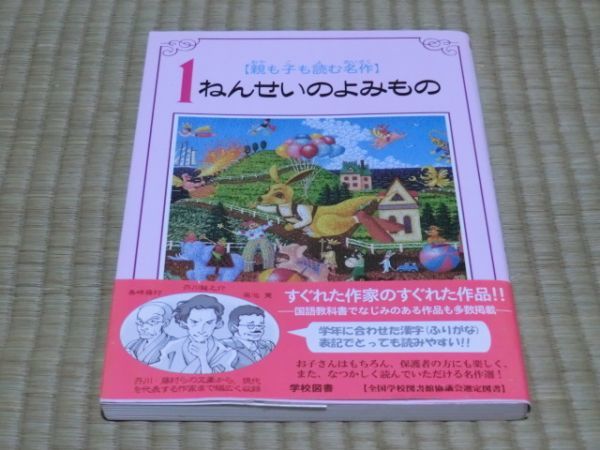 【親も子も読む名作】
1ねんせいのよみもの
すぐれた作家のすぐれた作品!!
国語教科書でなじみのある作品も多数掲載
学年に合わせた漢字(ふりがな)
表記でとっても読みやすい!!
お子さんはもちろん、保護者の方にも楽しく、
また、なつかしく読んでいただける名作選!
学校図書
【全国学校図書館協議会選定図書】
島崎藤村
芥川龍之介
菊池寛
芥川・藤村らの文豪から、現代
を代表する作家まで幅広く収録